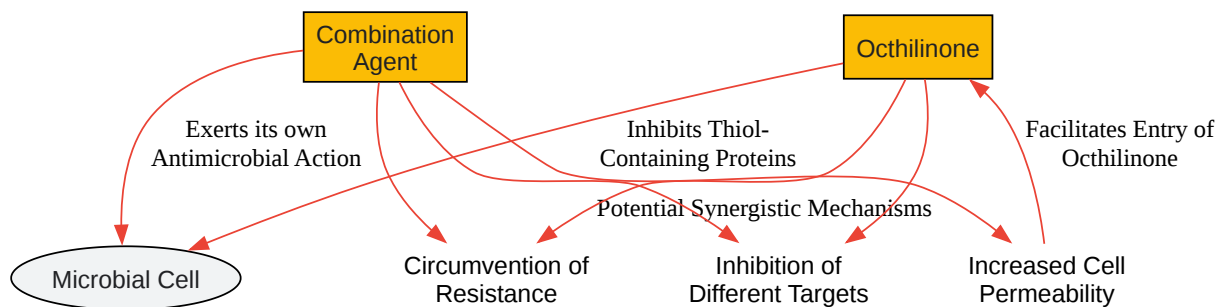 Combination
Agent
Octhilinone
Exerts its own
Antimicrobial Action
Inhibits Thiol-
Containing Proteins
Facilitates Entry of
Octhilinone
Potential Synergistic Mechanisms
Microbial Cell
Circumvention of
Resistance
Inhibition of
Different Targets
Increased Cell
Permeability